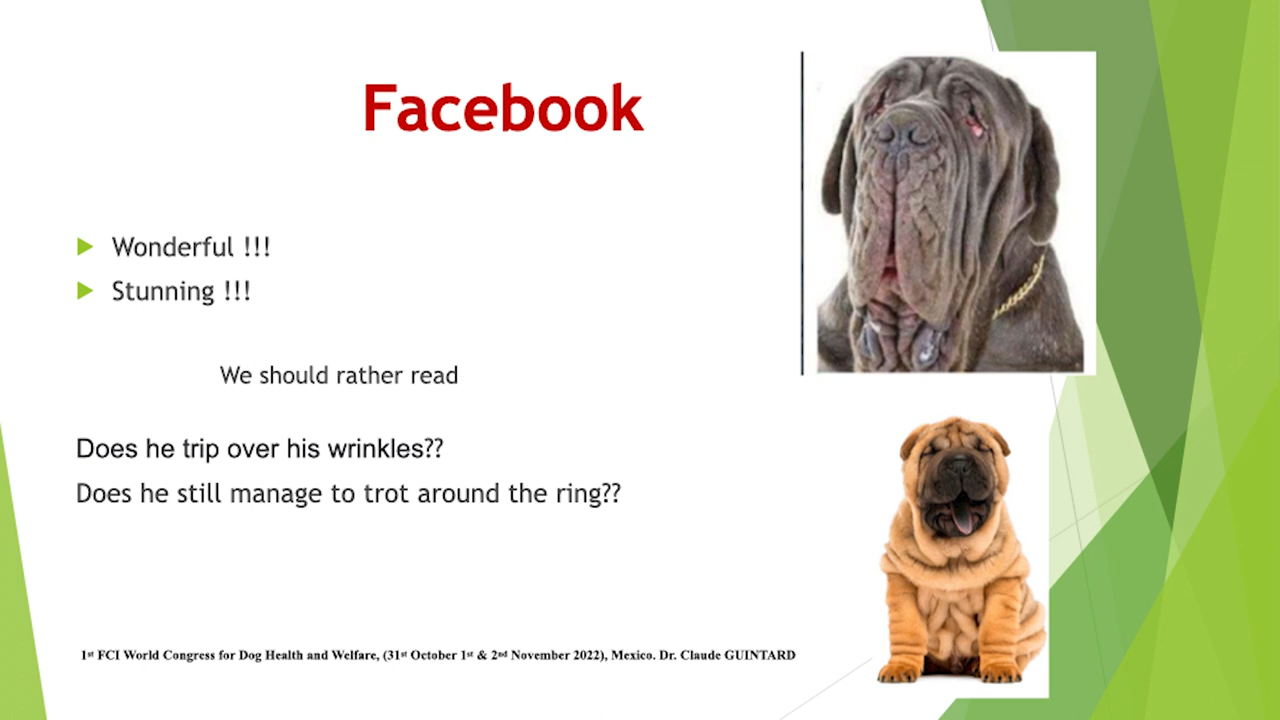 Facebook
Wonderful !!!
Stunning !!!
We should rather read
Does he trip over his wrinkles??
Does he still manage to trot around the ring??
1st FCI World Congress for Dog Health and Welfare, (31st October 1st & 2nd November 2022), Mexico. Dr. Claude GUINTARD